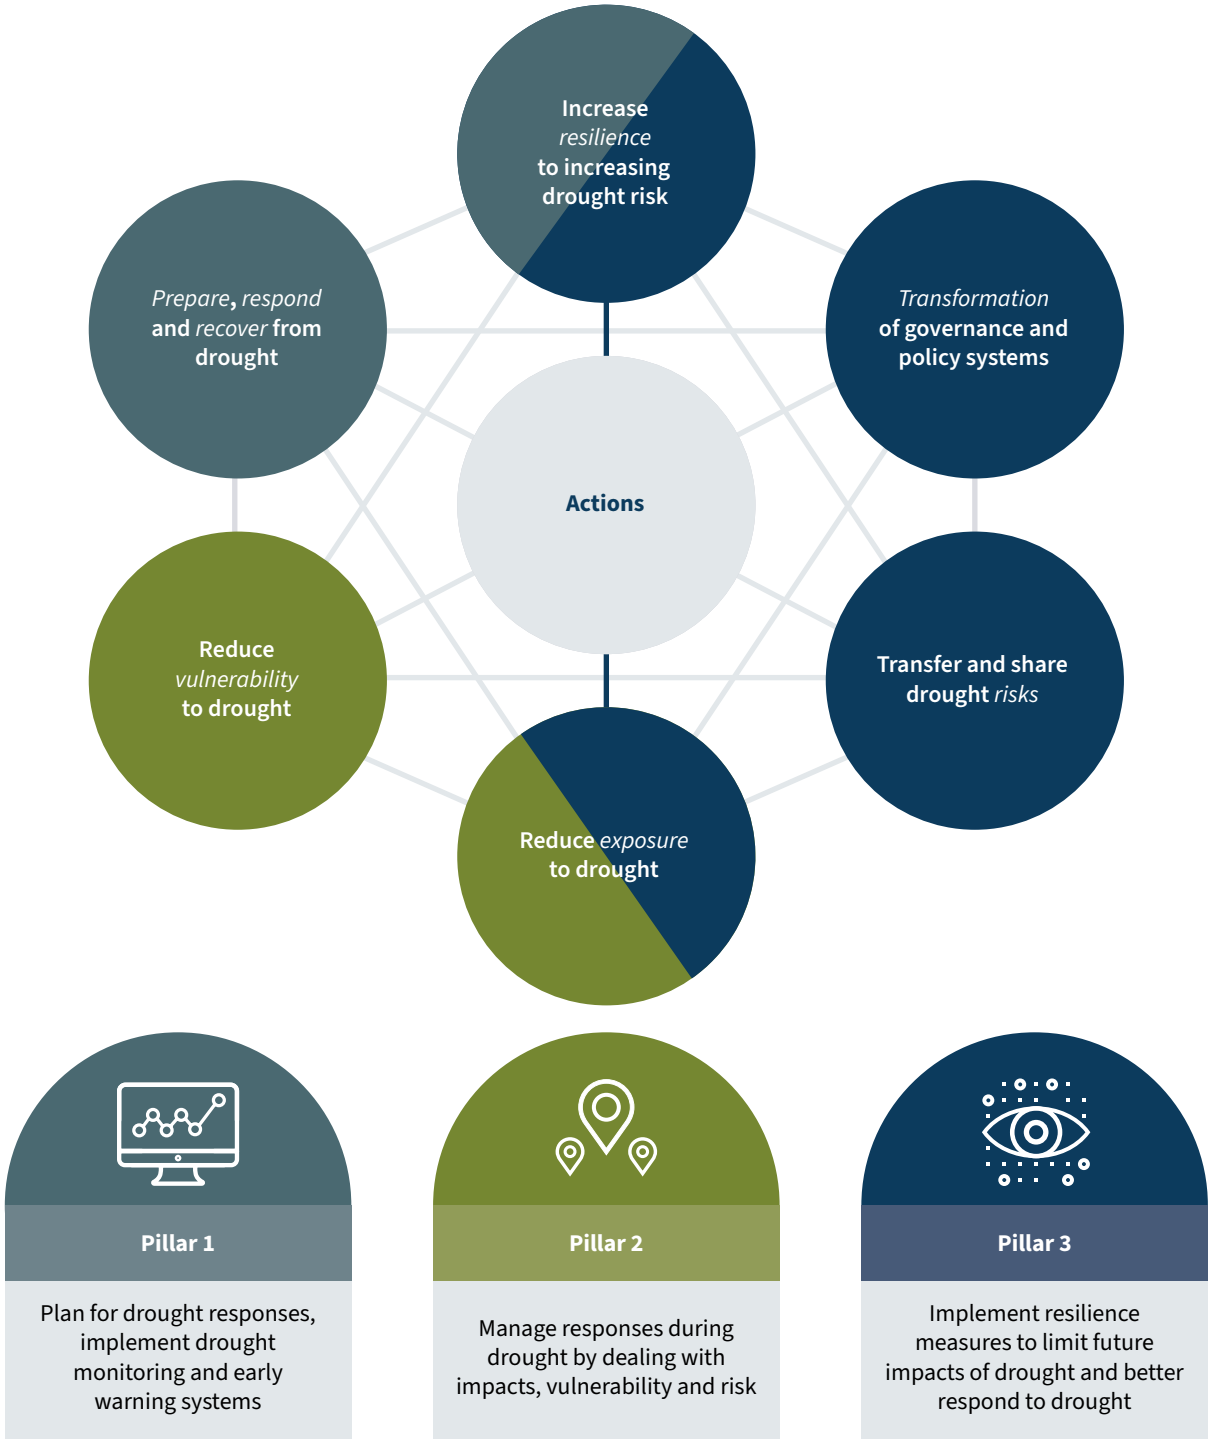 Increase
resilience
to increasing
drought risk
Prepare, respond
and recover from
drought
Transformation
of governance and
policy systems
Actions
Reduce
vulnerability
to drought
Transfer and share
drought risks
Reduce exposure
to drought
Pillar 1
Plan for drought responses,
implement drought
monitoring and early
warning systems
Pillar 2
Manage responses during
drought by dealing with
impacts, vulnerability and risk
Pillar 3
Implement resilience
measures to limit future
impacts of drought and better
respond to drought